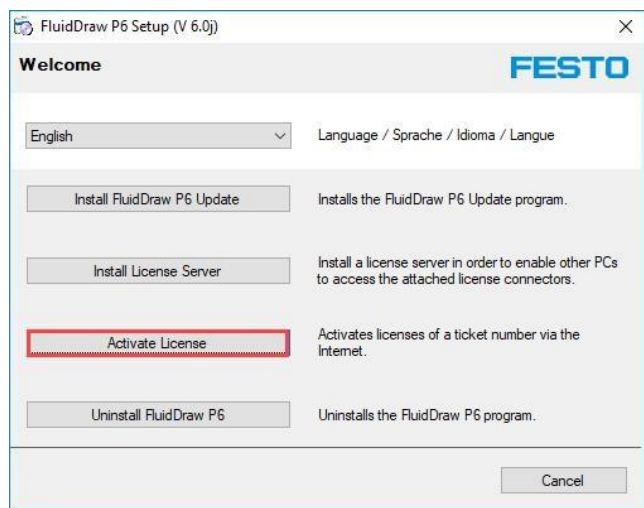 FluidDraw P6 Setup (V 6.0j)
Welcome
FESTO
English
Language / Sprache / Idioma / Langue
Install FluidDraw P6 Update
Installs the FluidDraw P6 Update program.
Install License Server
Install a license server in order to enable other PCs
to access the attached license connectors.
Activate License
Activates licenses of a ticket number via the
Internet.
Uninstall FluidDraw P6
Uninstalls the FluidDraw P6 program.
Cancel